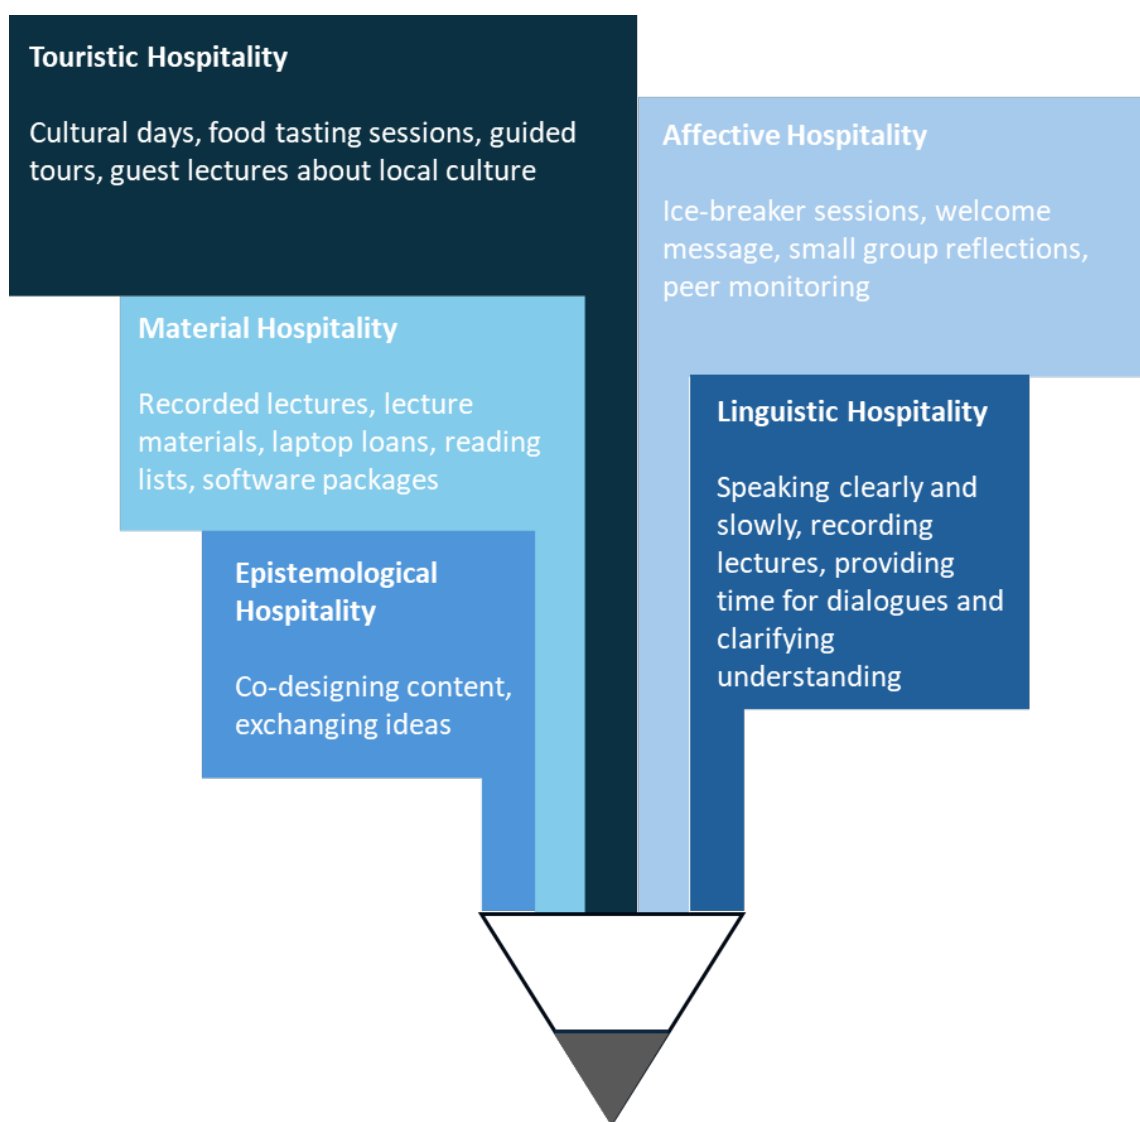 Touristic Hospitality
Cultural days, food tasting sessions, guided
tours, guest lectures about local culture
Affective Hospitality
Ice-breaker sessions, welcome
message, small group reflections,
peer monitoring
Material Hospitality
Recorded lectures, lecture
materials, laptop loans, reading
lists, software packages
Linguistic Hospitality
Speaking clearly and
slowly, recording
lectures, providing
time for dialogues and
clarifying
understanding
Epistemological
Hospitality
Co-designing content,
exchanging ideas